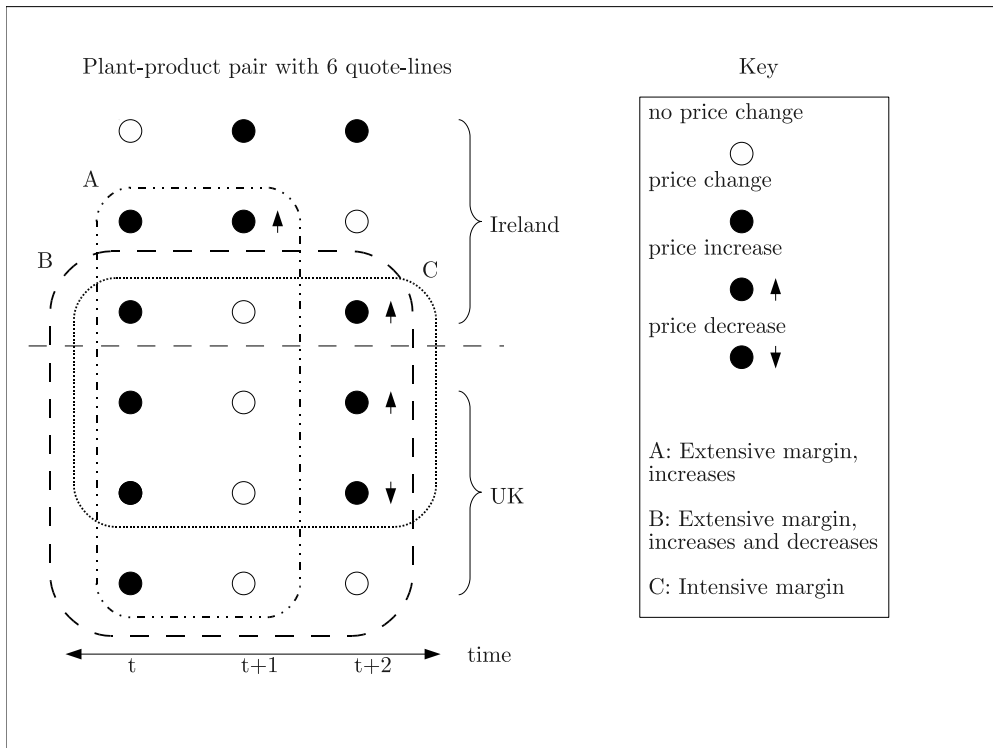 Plant-product pair with 6 quote-lines
A
B
C
Ireland
UK
t
t+1
t+2
time
Key
no price change
price change
price increase
price decrease
A: Extensive margin,
increases
B: Extensive margin,
increases and decreases
C: Intensive margin